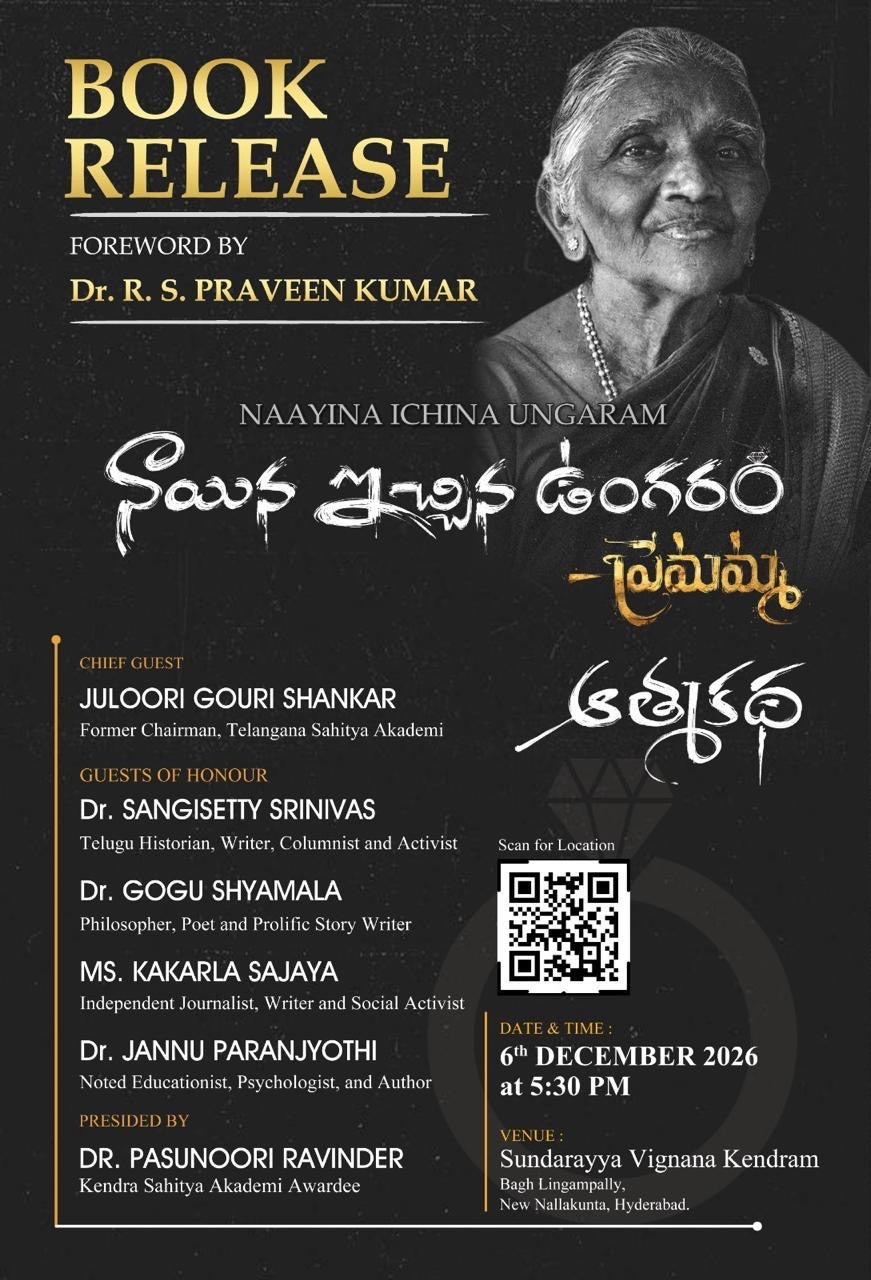 BOOK
RELEASE
FOREWORD BY
Dr. R. S. PRAVEEN KUMAR
NAAYINA ICHINA UNGARAM
నాయిన ఇచ్చిన ఉంగరం
-ప్రేమమ్మ
ఆత్మకథ
CHIEF GUEST
JULOORI GOURI SHANKAR
Former Chairman, Telangana Sahitya Akademi
GUESTS OF HONOUR
Dr. SANGISETTY SRINIVAS
Telugu Historian, Writer, Columnist and Activist
Dr. GOGU SHYAMALA
Philosopher, Poet and Prolific Story Writer
MS. KAKARLA SAJAYA
Independent Journalist, Writer and Social Activist
Dr. JANNU PARANJYOTHI
Noted Educationist, Psychologist, and Author
PRESIDED BY
DR. PASUNOORI RAVINDER
Kendra Sahitya Akademi Awardee
Scan for Location
DATE & TIME :
6th DECEMBER 2026
at 5:30 PM
VENUE :
Sundarayya Vignana Kendram
Bagh Lingampally,
New Nallakunta, Hyderabad.